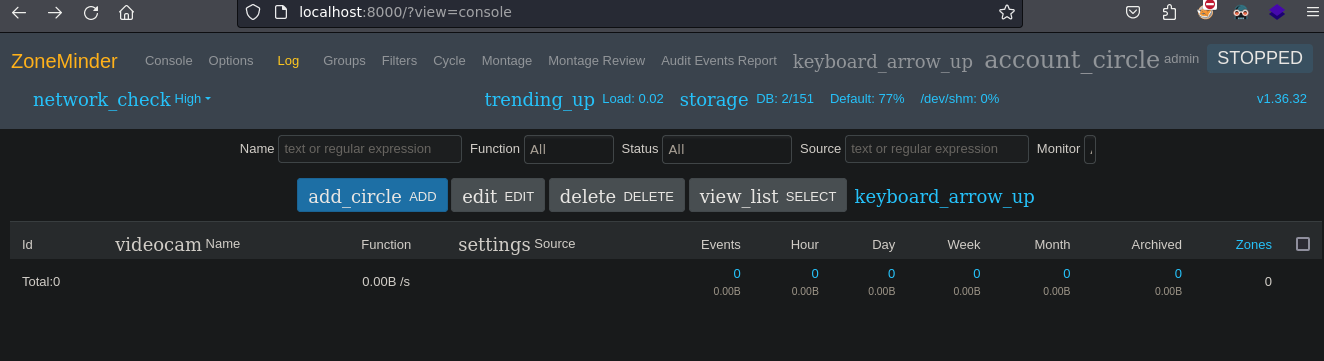 localhost:8000/?view=console
ZoneMinder Console Options Log Groups Filters Cycle Montage Montage Review Audit Events Report keyboard_arrow_up account_circle admin STOPPED
network_check High trending_up Load: 0.02 storage DB: 2/151 Default: 77% /dev/shm: 0% v1.36.32
Name text or regular expression Function All Status All Source text or regular expression Monitor
add_circle ADD edit EDIT delete DELETE view_list SELECT keyboard_arrow_up
Id videocam Name Function settings Source Events Hour Day Week Month Archived Zones
Total:0 0.00B /s 0 0 0 0 0 0 0
0.00B 0.00B 0.00B 0.00B 0.00B 0.00B